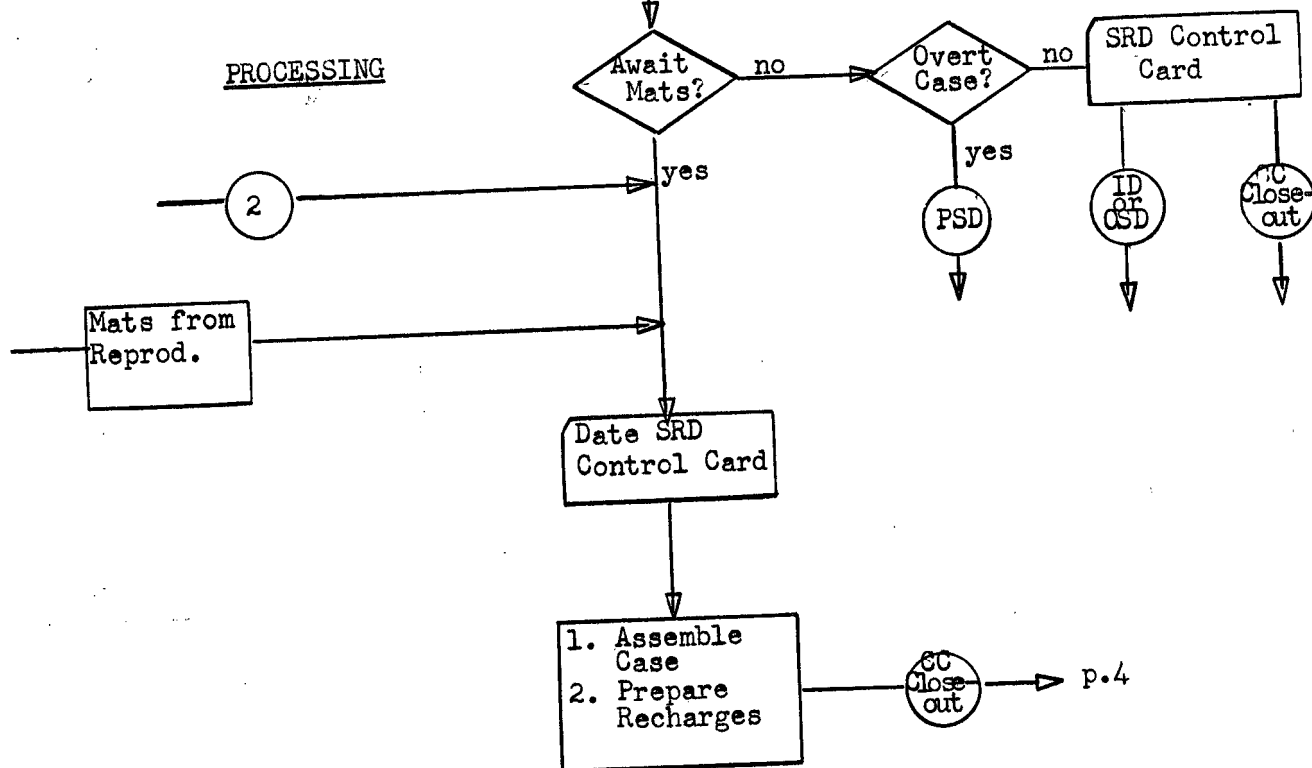 PROCESSING
Await
Mats?
no
Overt
Case?
no
SRD Control
Card
yes
yes
2
PSD
ID
or
OSD
CC
Close-
out
Mats from
Reprod.
Date SRD
Control Card
1. Assemble
Case
2. Prepare
Recharges
CC
Close
out
p.4